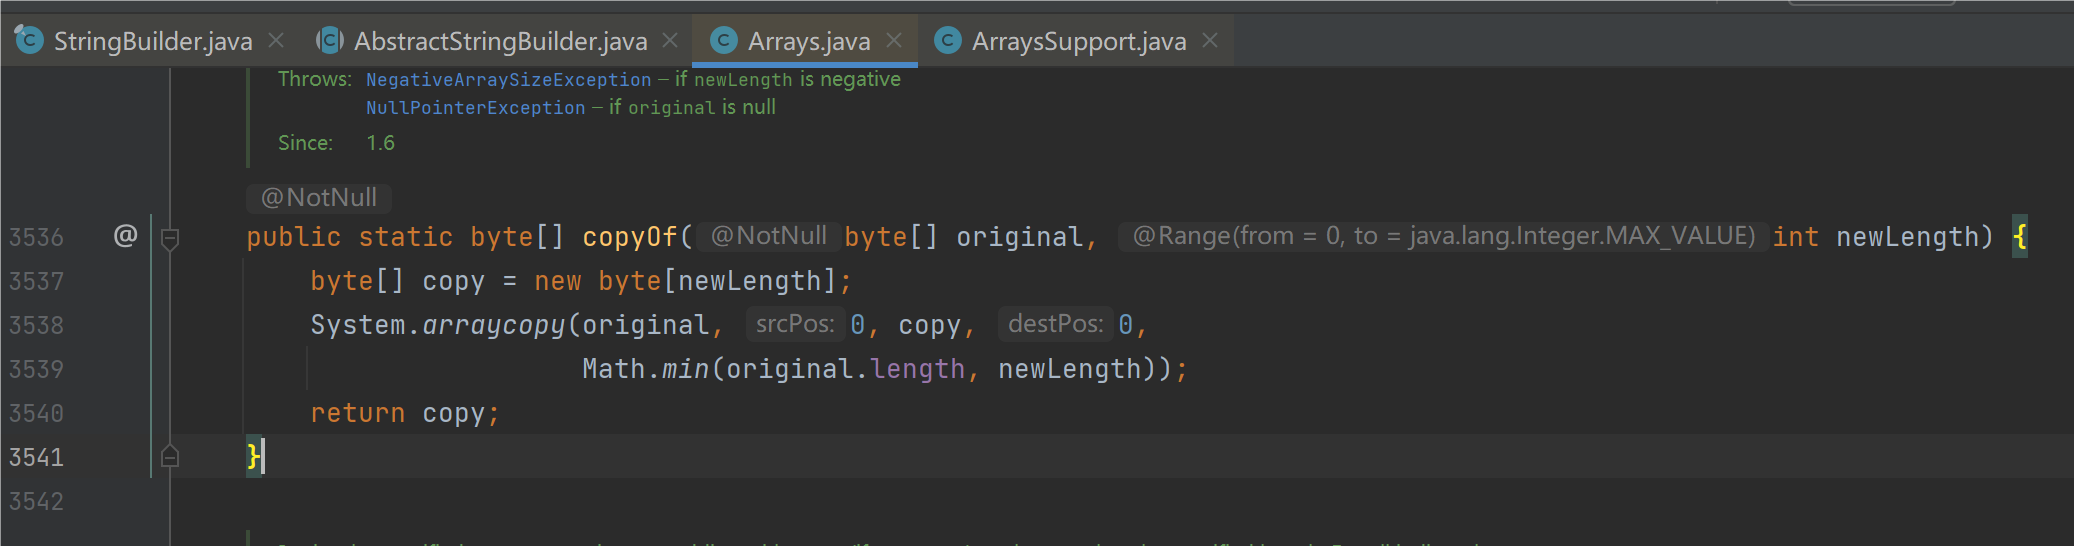 StringBuilder.java AbstractStringBuilder.java Arrays.java ArraysSupport.java
Throws: NegativeArraySizeException – if newLength is negative
NullPointerException – if original is null
Since: 1.6
@NotNull
3536 @ public static byte[] copyOf( @NotNull byte[] original, @Range(from = 0, to = java.lang.Integer.MAX_VALUE) int newLength) {
3537 byte[] copy = new byte[newLength];
3538 System.arraycopy(original, srcPos: 0, copy, destPos: 0,
3539 Math.min(original.length, newLength));
3540 return copy;
3541 }
3542